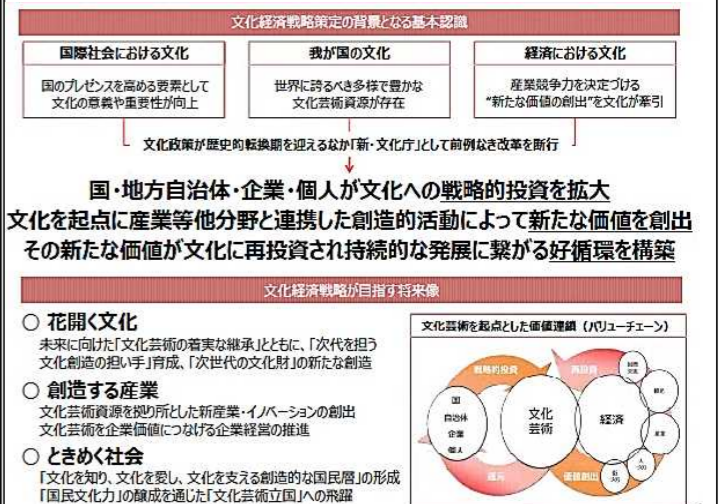 文化経済戦略策定の背景となる基本認識
国際社会における文化
国のプレゼンスを高める要素として
文化の意義や重要性が向上
我が国の文化
世界に誇るべき多様で豊かな
文化芸術資源が存在
経済における文化
産業競争力を決定づける
“新たな価値の創出”を文化が牽引
文化政策が歴史的転換期を迎えるなか「新・文化庁」として前例なき改革を断行
国・地方自治体・企業・個人が文化への戦略的投資を拡大
文化を起点に産業等他分野と連携した創造的活動によって新たな価値を創出
その新たな価値が文化に再投資され持続的な発展に繋がる好循環を構築
文化経済戦略が目指す将来像
○ 花開く文化
未来に向けた「文化芸術の着実な継承」とともに、「次代を担う
文化創造の担い手」育成、「次世代の文化財」の新たな創造
○ 創造する産業
文化芸術資源を拠り所とした新産業・イノベーションの創出
文化芸術を企業価値につなげる企業経営の推進
○ ときめく社会
「文化を知り、文化を愛し、文化を支える創造的な国民層」の形成
「国民文化力」の醸成を通じた「文化芸術立国」への飛躍
文化芸術を起点とした価値連鎖（バリューチェーン）
戦略的投資
再投資
国
自治体
企業
個人
文化
芸術
経済
還元
価値創出